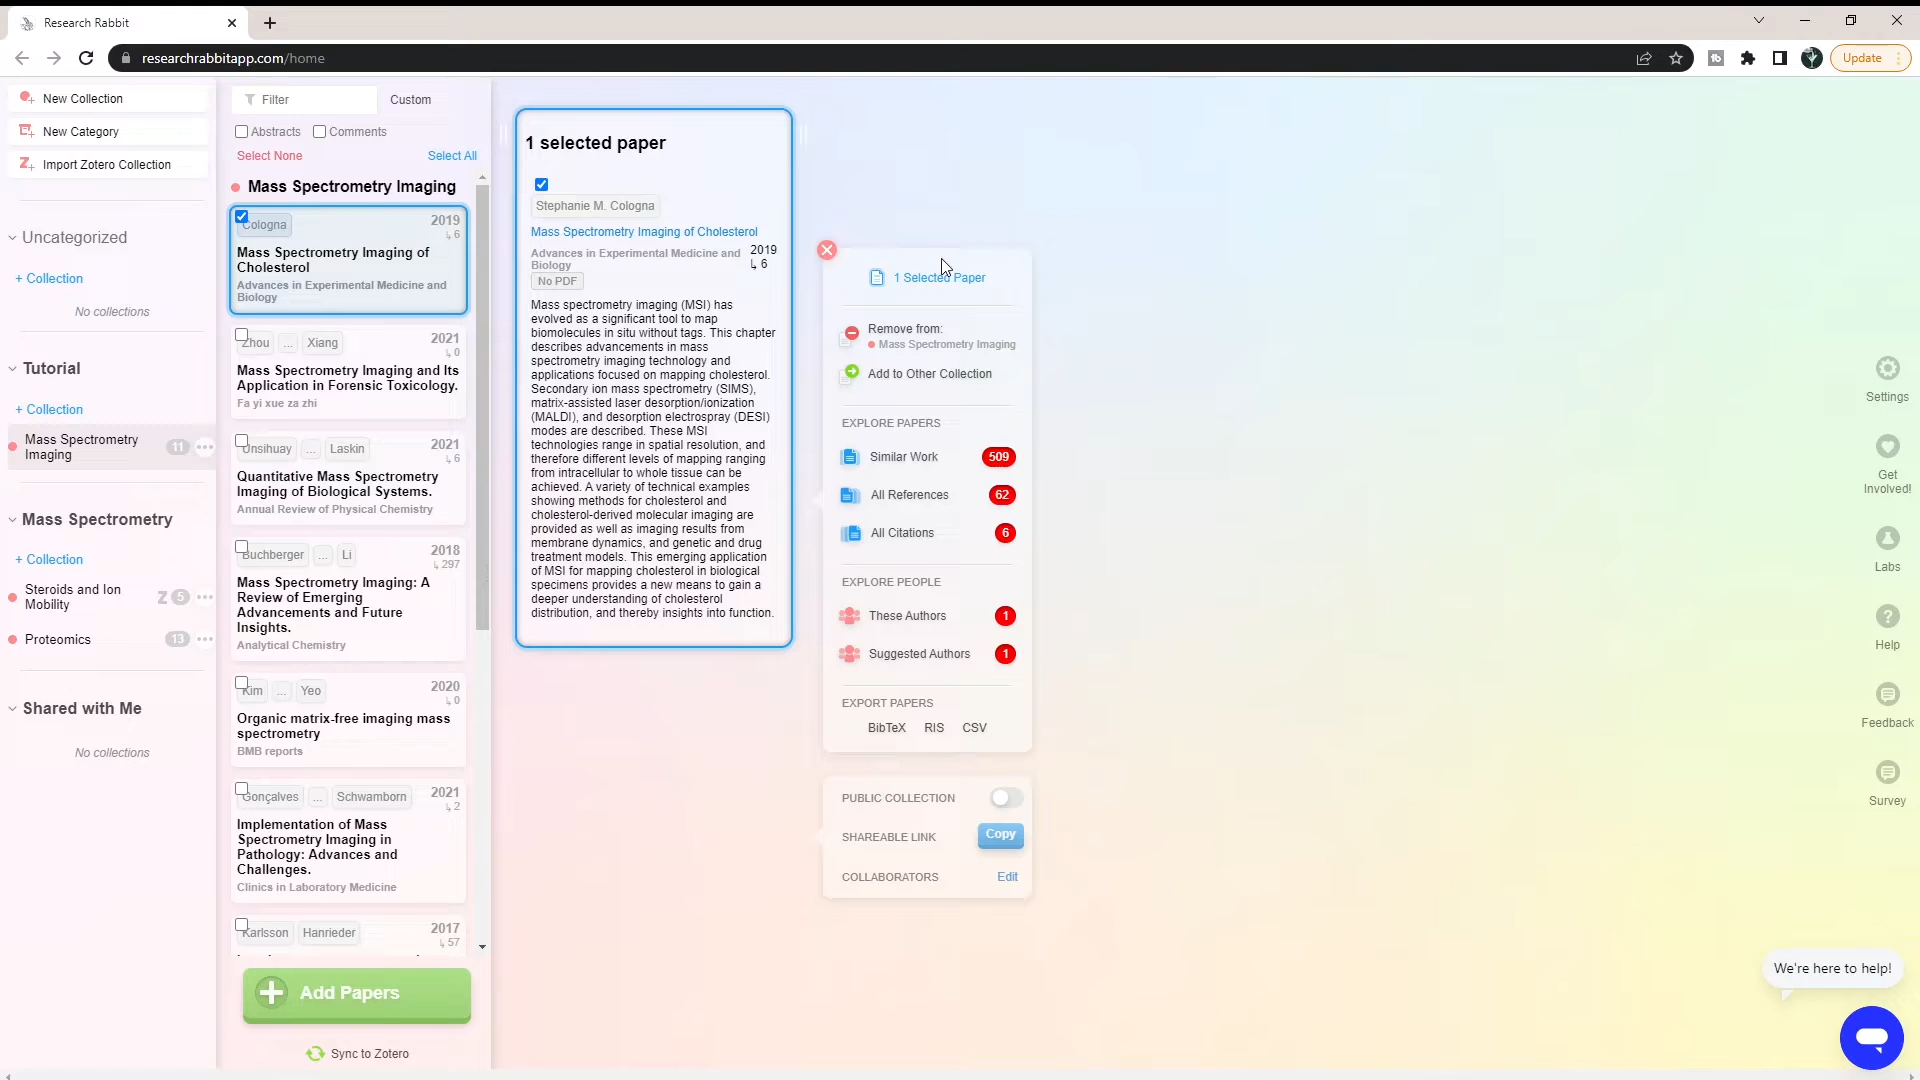 Research Rabbit
researchrabbitapp.com/home
Update
New Collection
New Category
Import Zotero Collection
Uncategorized
+ Collection
No collections
Tutorial
+ Collection
Mass Spectrometry
Imaging
11
Mass Spectrometry
+ Collection
Steroids and Ion
Mobility
Z 5
Proteomics
13
Shared with Me
No collections
Filter
Custom
Abstracts
Comments
Select None
Select All
Mass Spectrometry Imaging
Cologna
2019
6
Mass Spectrometry Imaging of
Cholesterol
Advances in Experimental Medicine and
Biology
Zhou ... Xiang
2021
0
Mass Spectrometry Imaging and Its
Application in Forensic Toxicology.
Fa yi xue za zhi
Unsihuay ... Laskin
2021
6
Quantitative Mass Spectrometry
Imaging of Biological Systems.
Annual Review of Physical Chemistry
Buchberger ... Li
2018
297
Mass Spectrometry Imaging: A
Review of Emerging
Advancements and Future
Insights.
Analytical Chemistry
Kim ... Yeo
2020
0
Organic matrix-free imaging mass
spectrometry
BMB reports
Gonçalves ... Schwamborn
2021
2
Implementation of Mass
Spectrometry Imaging in
Pathology: Advances and
Challenges.
Clinics in Laboratory Medicine
Karlsson Hanrieder
2017
57
Add Papers
Sync to Zotero
1 selected paper
Stephanie M. Cologna
Mass Spectrometry Imaging of Cholesterol
Advances in Experimental Medicine and
Biology
2019
6
No PDF
Mass spectrometry imaging (MSI) has
evolved as a significant tool to map
biomolecules in situ without tags. This chapter
describes advancements in mass
spectrometry imaging technology and
applications focused on mapping cholesterol.
Secondary ion mass spectrometry (SIMS),
matrix-assisted laser desorption/ionization
(MALDI), and desorption electrospray (DESI)
modes are described. These MSI
technologies range in spatial resolution, and
therefore different levels of mapping ranging
from intracellular to whole tissue can be
achieved. A variety of technical examples
showing methods for cholesterol and
cholesterol-derived molecular imaging are
provided as well as imaging results from
membrane dynamics, and genetic and drug
treatment models. This emerging application
of MSI for mapping cholesterol in biological
specimens provides a new means to gain a
deeper understanding of cholesterol
distribution, and thereby insights into function.
1 Selected Paper
Remove from:
Mass Spectrometry Imaging
Add to Other Collection
EXPLORE PAPERS
Similar Work 509
All References 62
All Citations 6
EXPLORE PEOPLE
These Authors 1
Suggested Authors 1
EXPORT PAPERS
BibTeX RIS CSV
PUBLIC COLLECTION
SHAREABLE LINK Copy
COLLABORATORS Edit
Settings
Get
Involved!
Labs
Help
Feedback
Survey
We're here to help!